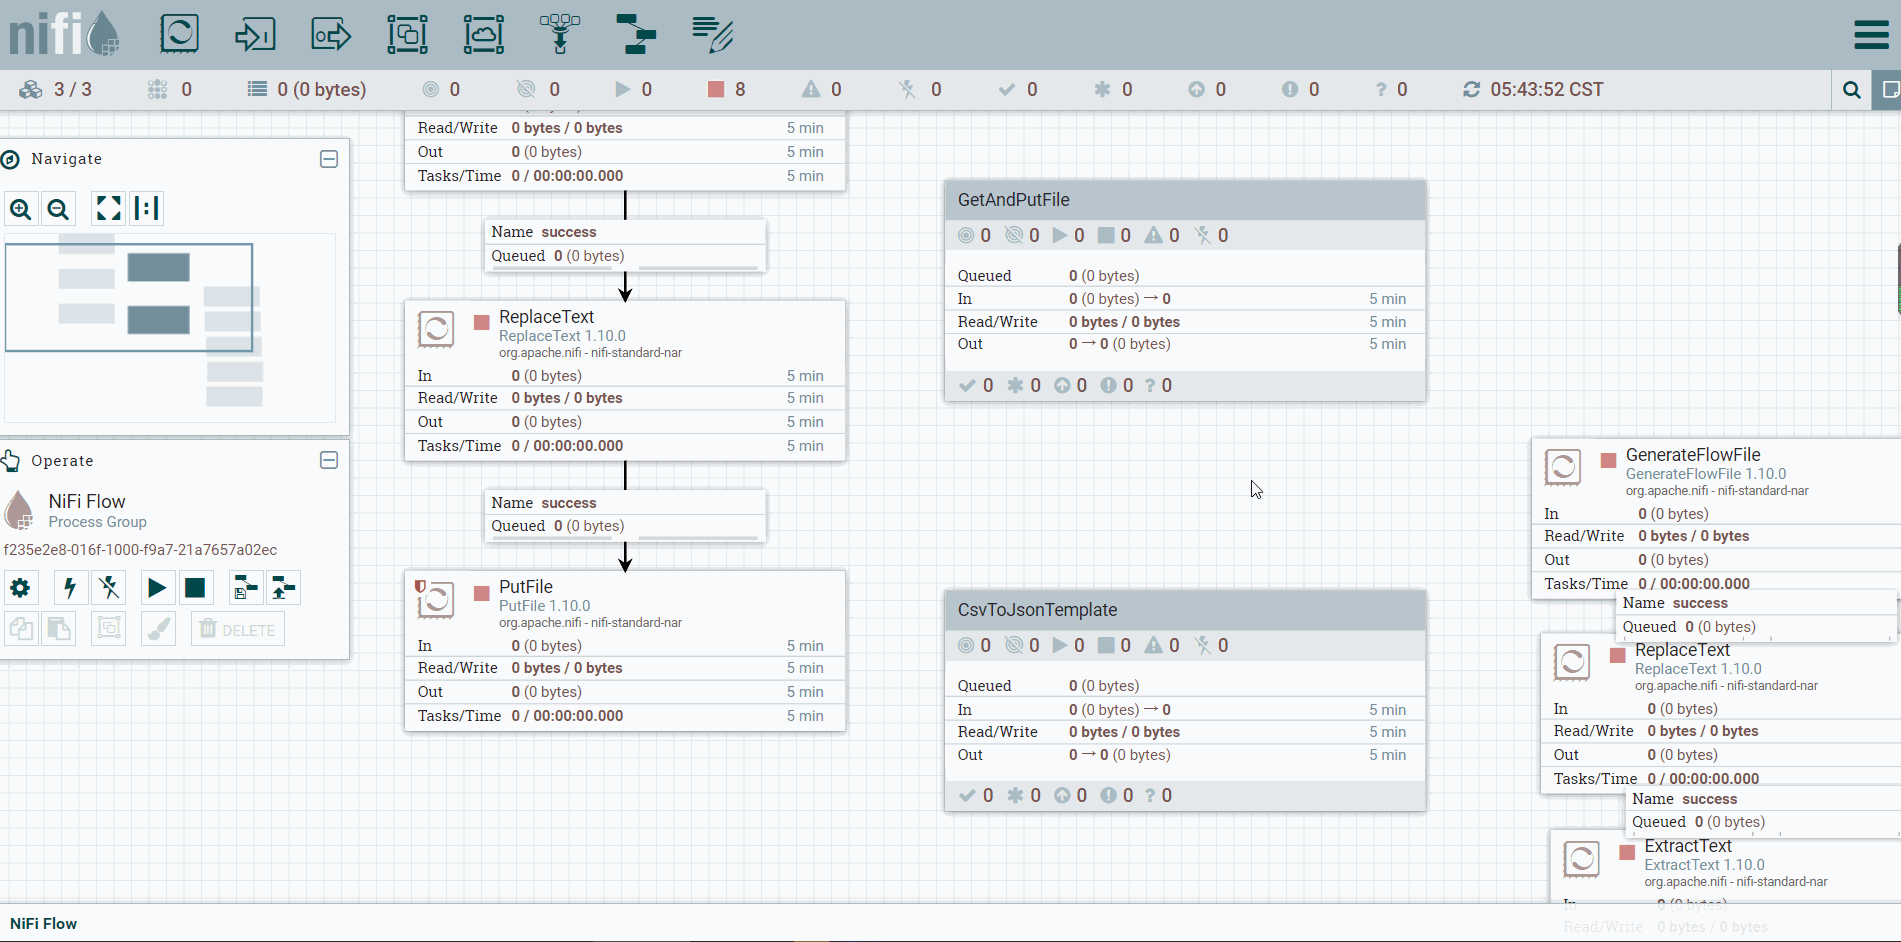 nifi
3 / 3 0 0 (0 bytes) 0 0 0 8 0 0 0 0 0 0 ? 0 05:43:52 CST
Navigate
Operate
NiFi Flow
Process Group
f235e2e8-016f-1000-f9a7-21a7657a02ec
DELETE
Read/Write 0 bytes / 0 bytes 5 min
Out 0 (0 bytes) 5 min
Tasks/Time 0 / 00:00:00.000 5 min
Name success
Queued 0 (0 bytes)
ReplaceText
ReplaceText 1.10.0
org.apache.nifi - nifi-standard-nar
In 0 (0 bytes) 5 min
Read/Write 0 bytes / 0 bytes 5 min
Out 0 (0 bytes) 5 min
Tasks/Time 0 / 00:00:00.000 5 min
Name success
Queued 0 (0 bytes)
PutFile
PutFile 1.10.0
org.apache.nifi - nifi-standard-nar
In 0 (0 bytes) 5 min
Read/Write 0 bytes / 0 bytes 5 min
Out 0 (0 bytes) 5 min
Tasks/Time 0 / 00:00:00.000 5 min
GetAndPutFile
0 0 0 0 0 0
Queued 0 (0 bytes)
In 0 (0 bytes) → 0 5 min
Read/Write 0 bytes / 0 bytes 5 min
Out 0 → 0 (0 bytes) 5 min
0 0 0 0 ? 0
CsvToJsonTemplate
0 0 0 0 0 0
Queued 0 (0 bytes)
In 0 (0 bytes) → 0 5 min
Read/Write 0 bytes / 0 bytes 5 min
Out 0 → 0 (0 bytes) 5 min
0 0 0 0 ? 0
GenerateFlowFile
GenerateFlowFile 1.10.0
org.apache.nifi - nifi-standard-nar
In 0 (0 bytes)
Read/Write 0 bytes / 0 bytes
Out 0 (0 bytes)
Tasks/Time 0 / 00:00:00.000
Name success
Queued 0 (0 bytes)
ReplaceText
ReplaceText 1.10.0
org.apache.nifi - nifi-standard-nar
In 0 (0 bytes)
Read/Write 0 bytes / 0 bytes
Out 0 (0 bytes)
Tasks/Time 0 / 00:00:00.000
Name success
Queued 0 (0 bytes)
ExtractText
ExtractText 1.10.0
org.apache.nifi - nifi-standard-nar
In 0 (0 bytes)
Read/Write 0 bytes / 0 bytes
NiFi Flow